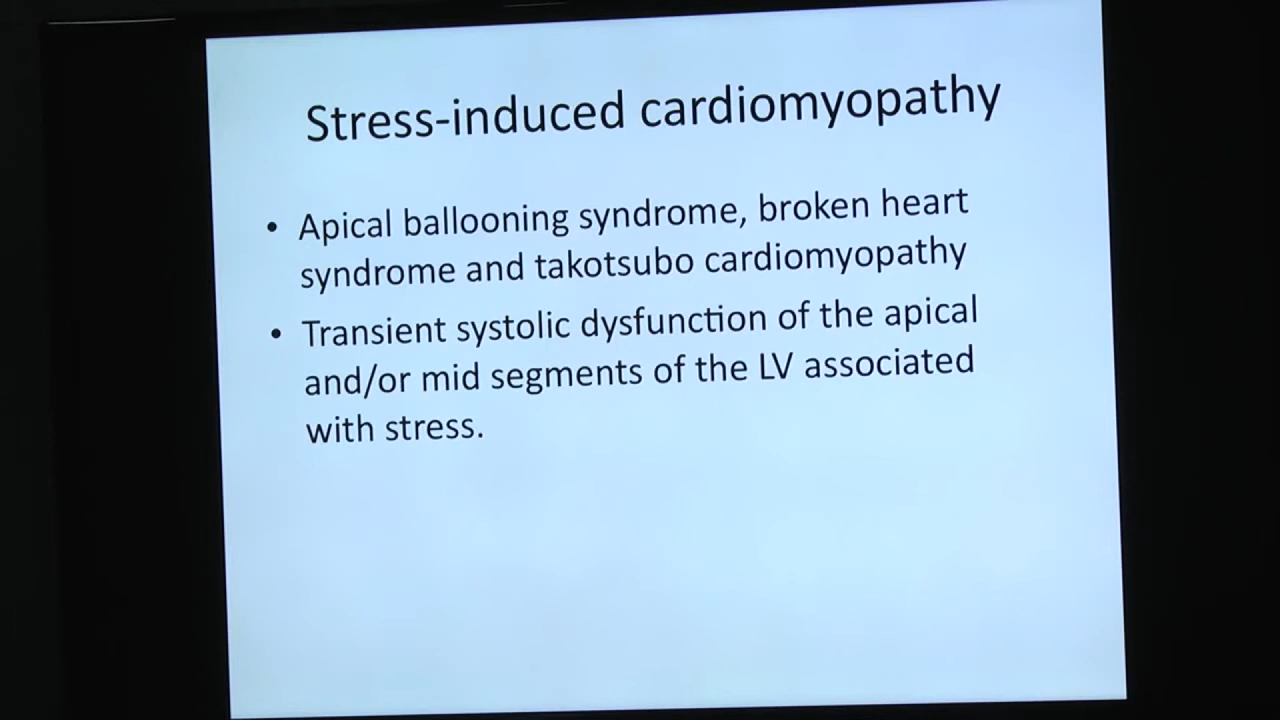 Stress-induced cardiomyopathy
• Apical ballooning syndrome, broken heart
syndrome and takotsubo cardiomyopathy
• Transient systolic dysfunction of the apical
and/or mid segments of the LV associated
with stress.